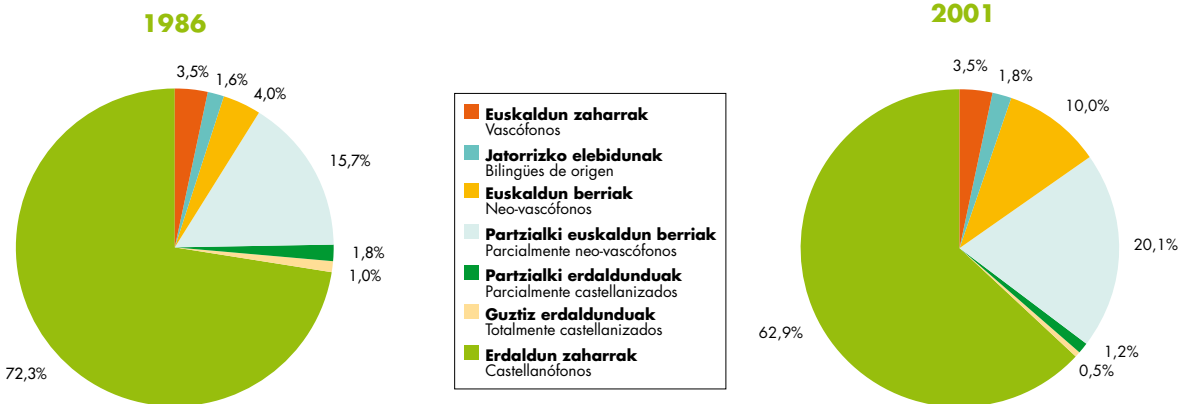 1986
3,5%
1,6%
4,0%
15,7%
1,8%
1,0%
72,3%
Euskaldun zaharrak
Vascófonos
Jatorrizko elebidunak
Bilingües de origen
Euskaldun berriak
Neo-vascófonos
Partzialki euskaldun berriak
Parcialmente neo-vascófonos
Partzialki erdaldunduak
Parcialmente castellanizados
Guztiz erdaldunduak
Totalmente castellanizados
Erdaldun zaharrak
Castellanófonos
2001
3,5%
1,8%
10,0%
20,1%
1,2%
0,5%
62,9%